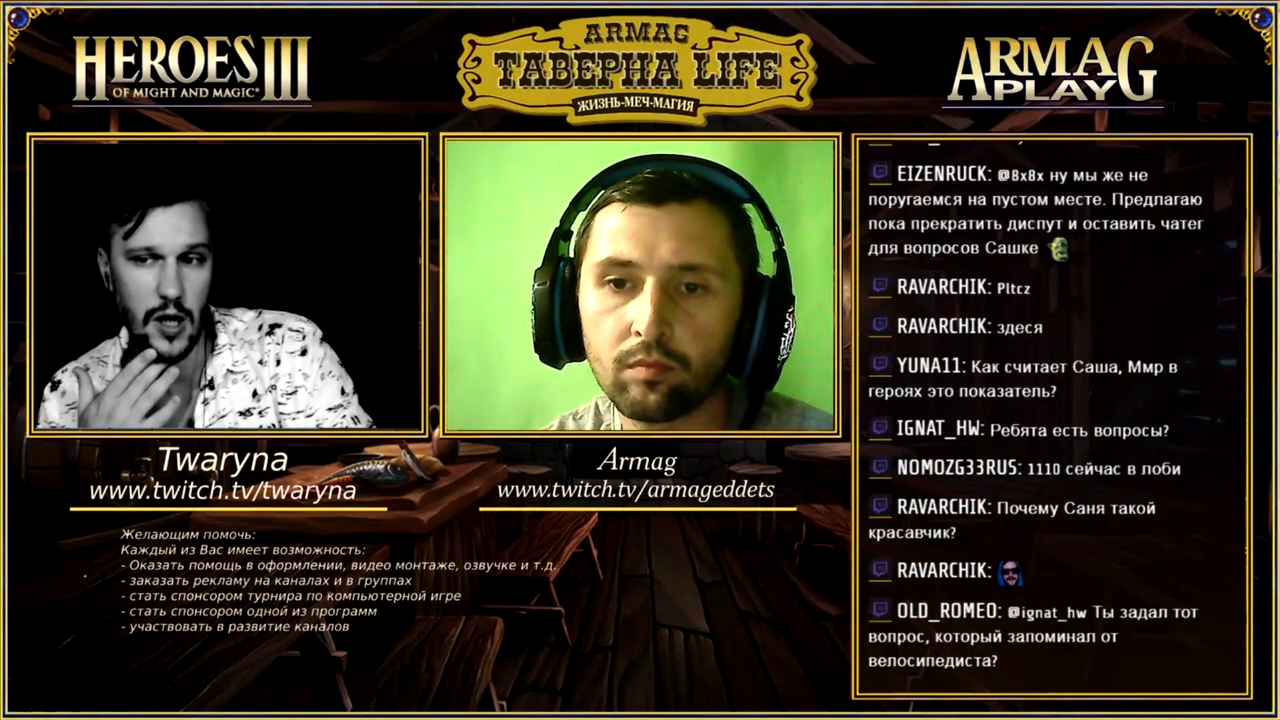 HEROES III
OF MIGHT AND MAGIC®
ARMAG
ТАВЕРНА LIFE
ЖИЗНЬ-МЕЧ-МАГИЯ
ARMAG
PLAY
Twaryna
www.twitch.tv/twaryna
Armag
www.twitch.tv/armageddets
Желающим помочь:
Каждый из Вас имеет возможность:
- Оказать помощь в оформлении, видео монтаже, озвучке и т.д.
- заказать рекламу на каналах и в группах
- стать спонсором турнира по компьютерной игре
- стать спонсором одной из программ
- участвовать в развитие каналов
EIZENRUCK: @8x8x ну мы же не
поругаемся на пустом месте. Предлагаю
пока прекратить диспут и оставить чатег
для вопросов Сашке
RAVARCHIK: Pltcz
RAVARCHIK: здеся
YUNA11: Как считает Саша, Ммр в
героях это показатель?
IGNAT_HW: Ребята есть вопросы?
NOMOZG33RUS: 1110 сейчас в лоби
RAVARCHIK: Почему Саня такой
красавчик?
RAVARCHIK:
OLD_ROMEO: @ignat_hw Ты задал тот
вопрос, который запоминал от
велосипедиста?